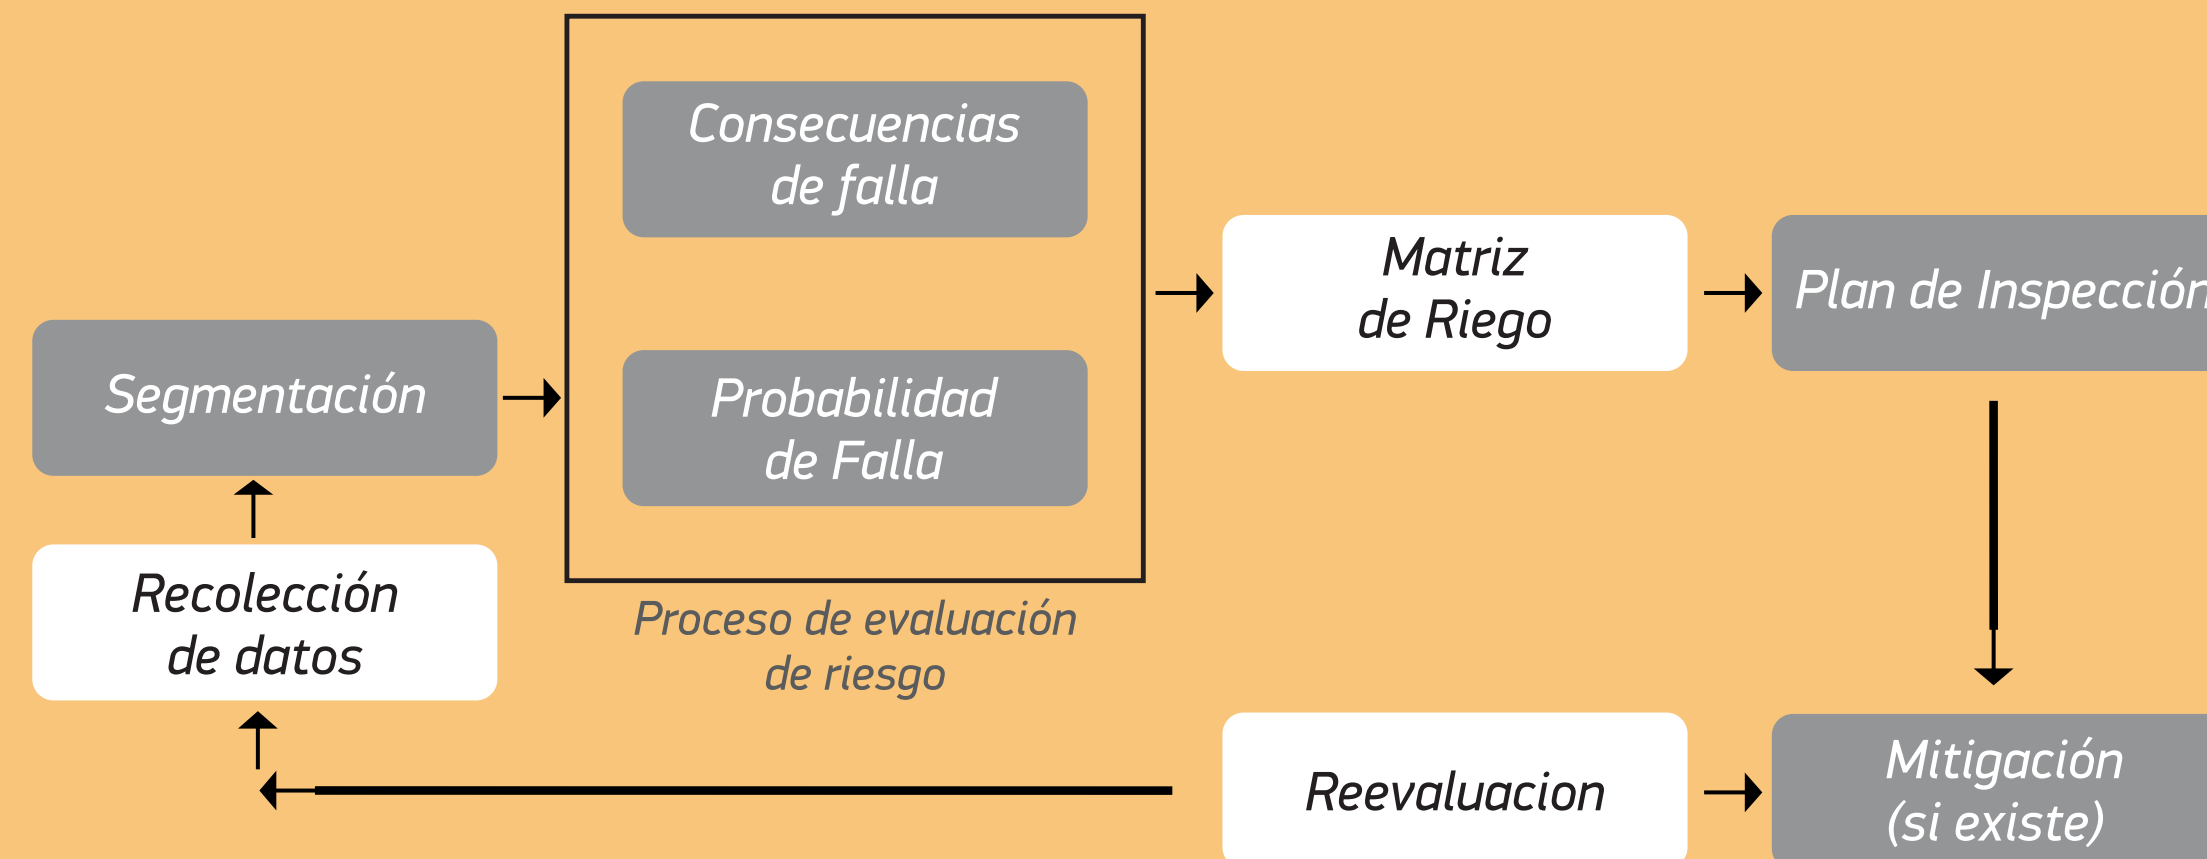 Consecuencias
de falla
Probabilidad
de Falla
Proceso de evaluación
de riesgo
Segmentación
Recolección
de datos
Matriz
de Riego
Plan de Inspección
Reevaluacion
Mitigación
(si existe)